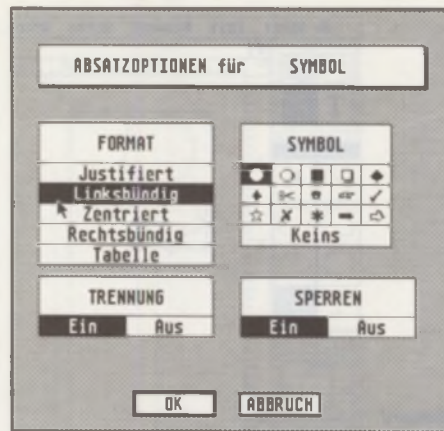 ABSATZOPTIONEN für SYMBOL
FORMAT
Justifiert
Linksbündig
Zentriert
Rechtsbündig
Tabelle
SYMBOL
Keins
TRENNUNG
Ein Aus
SPERREN
Ein Aus
OK ABBRUCH